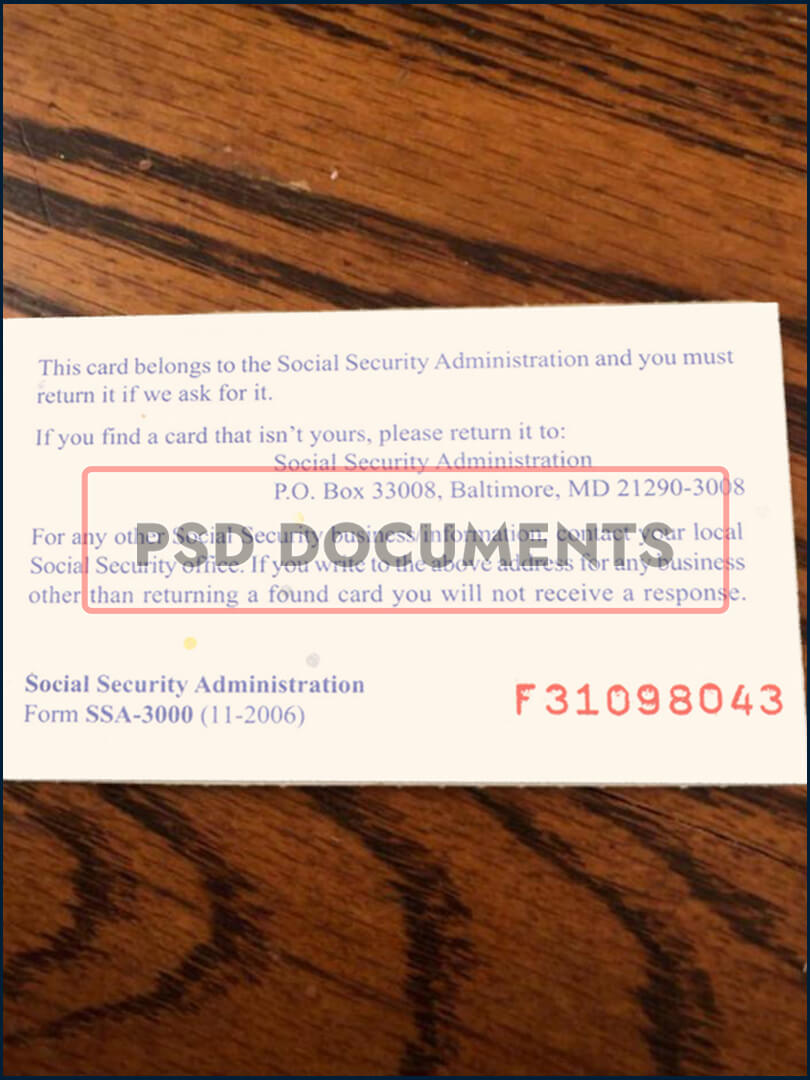 This card belongs to the Social Security Administration and you must
return it if we ask for it.
If you find a card that isn’t yours, please return it to:
Social Security Administration
P.O. Box 33008, Baltimore, MD 21290-3008
PSD DOCUMENTS
For any other Social Security business/information, contact your local
Social Security office. If you write to the above address for any business
other than returning a found card you will not receive a response.
Social Security Administration
Form SSA-3000 (11-2006)
F31098043